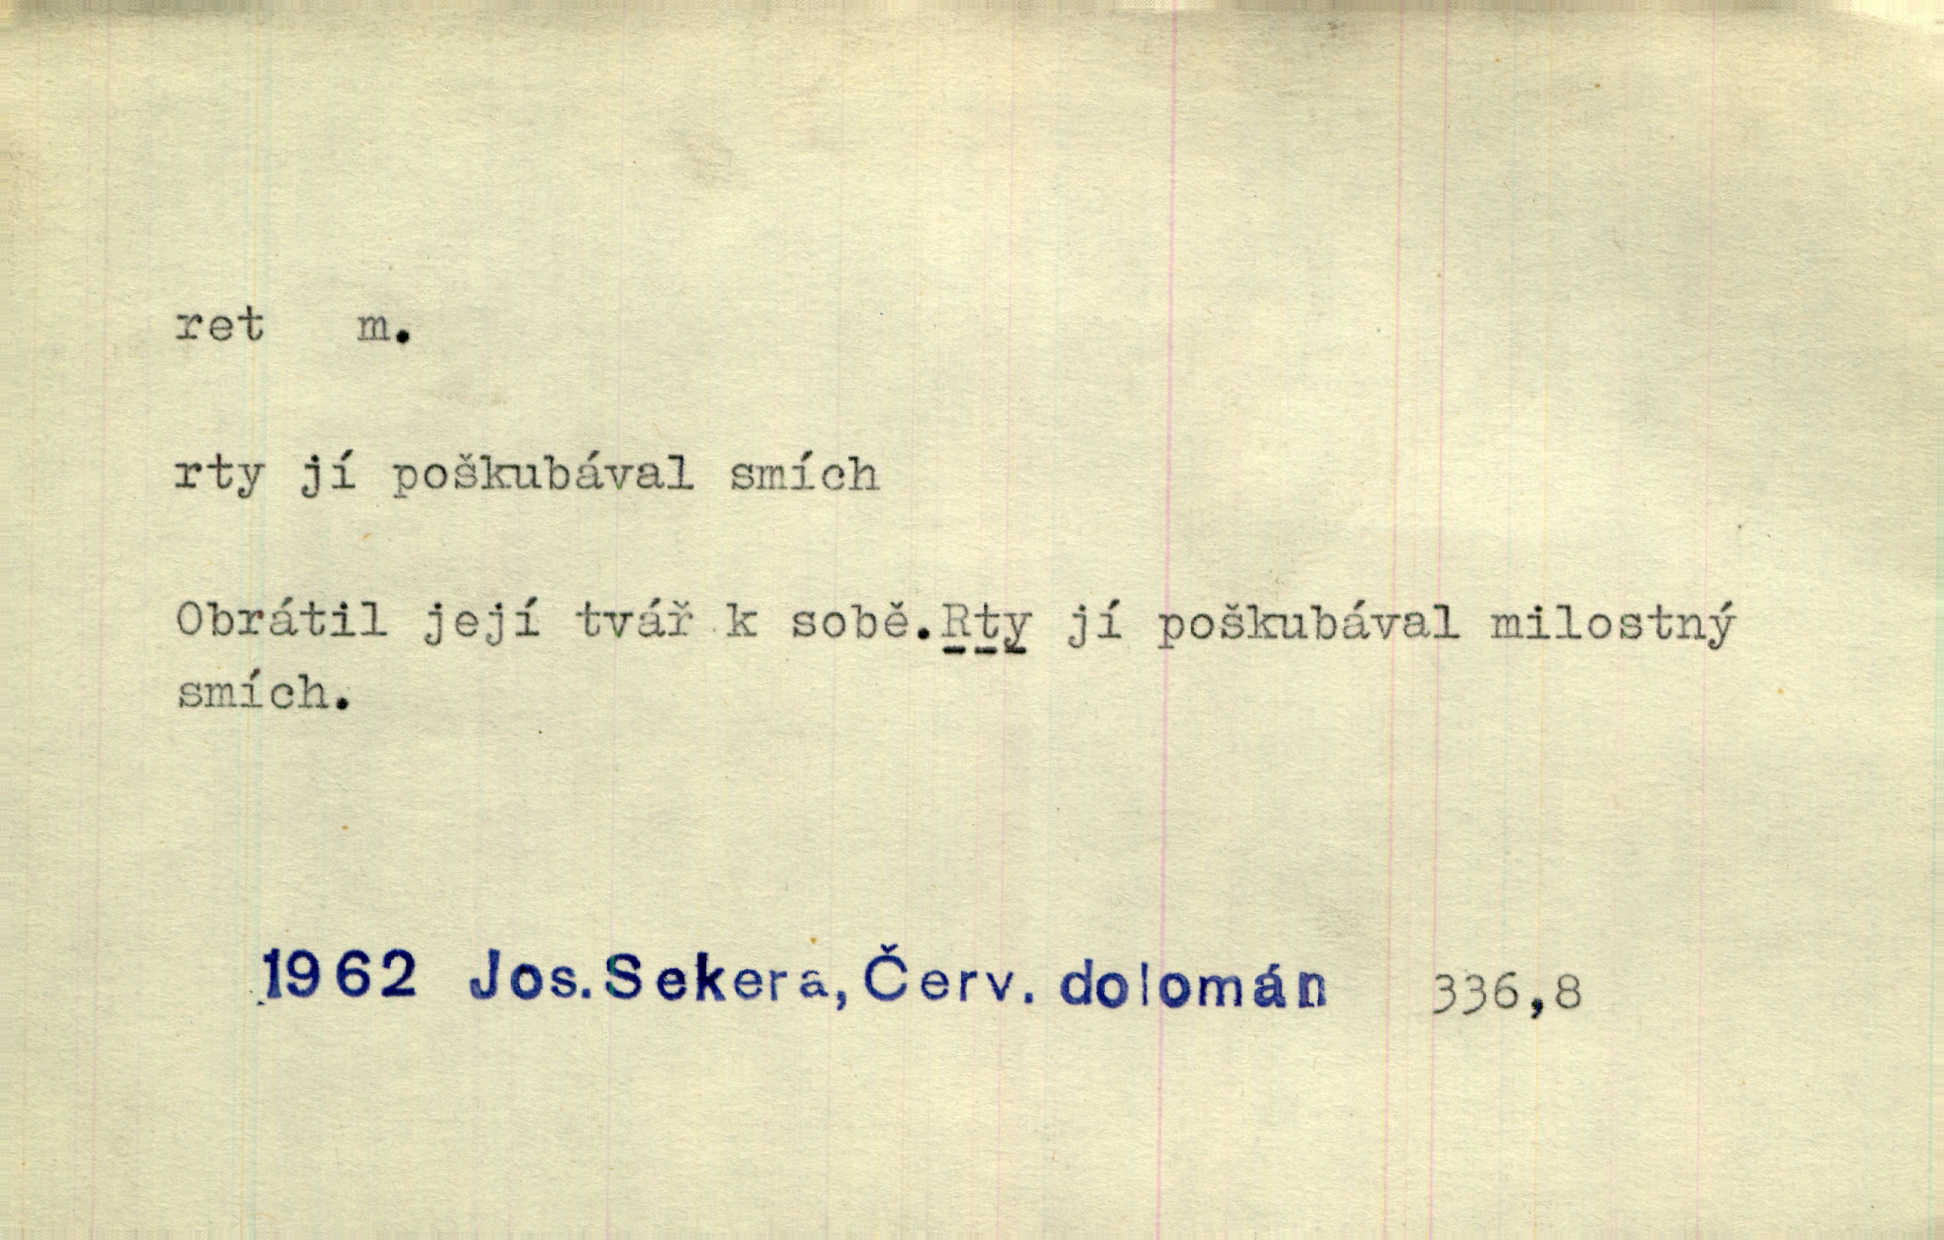 ret m.
rty jí poškubával smích
Obrátil její tvář k sobě.Rty jí poškubával milostný
smích.
1962 Jos.Sekera,Červ. dolomán 336,8